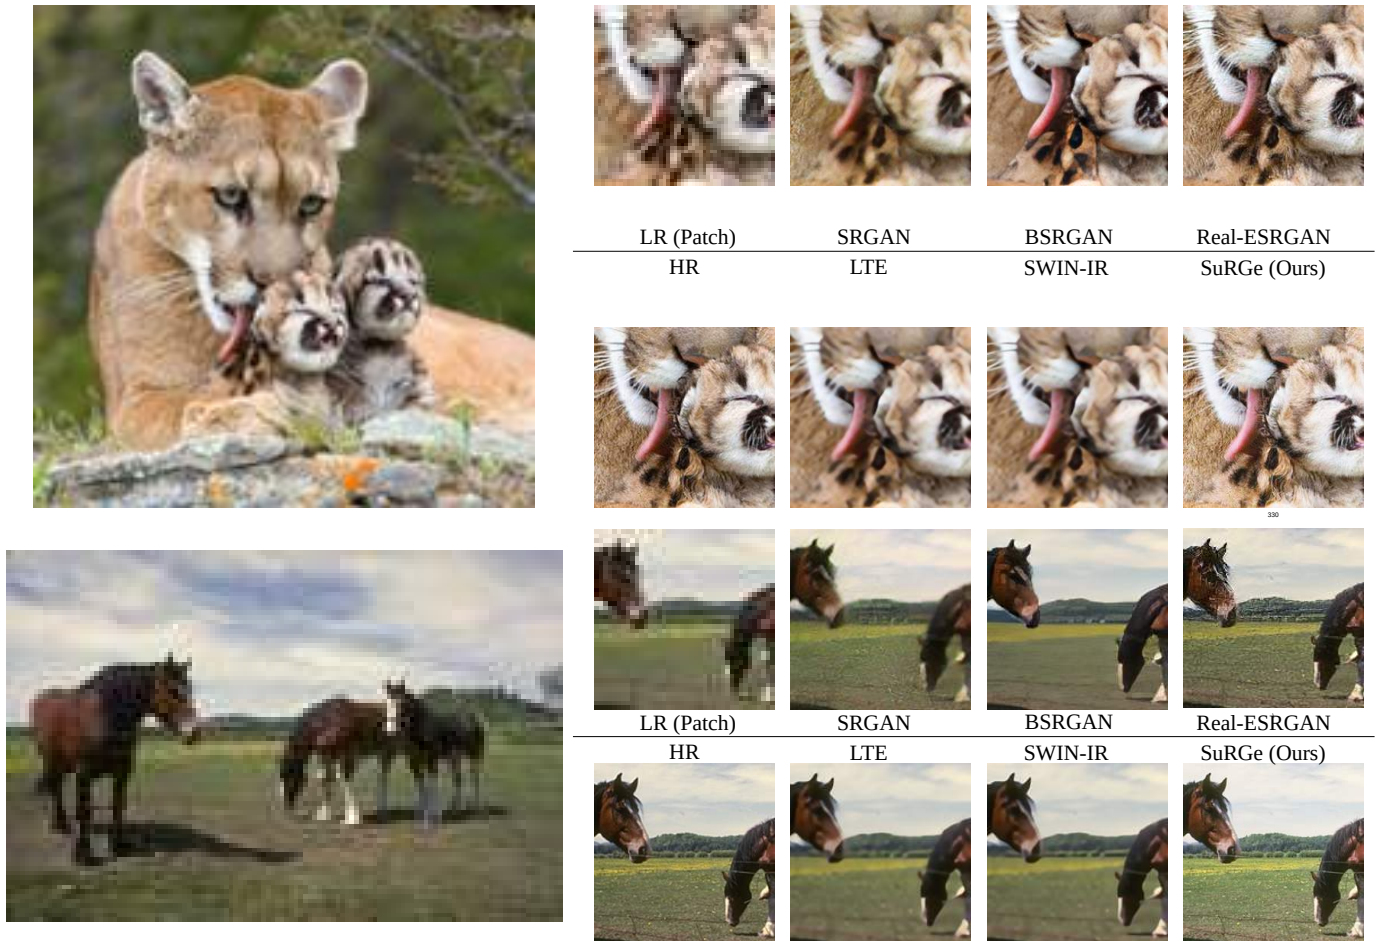 LR (Patch) SRGAN BSRGAN Real-ESRGAN
HR LTE SWIN-IR SuRGe (Ours)
330
LR (Patch) SRGAN BSRGAN Real-ESRGAN
HR LTE SWIN-IR SuRGe (Ours)